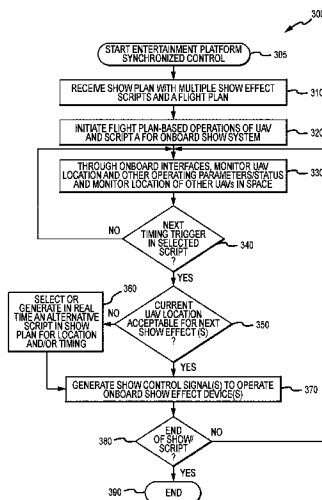 300
START ENTERTAINMENT PLATFORM
SYNCHRONIZED CONTROL
305
RECEIVE SHOW PLAN WITH MULTIPLE SHOW EFFECT
SCRIPTS AND A FLIGHT PLAN
310
INITIATE FLIGHT PLAN-BASED OPERATIONS OF UAV
AND SCRIPT A FOR ONBOARD SHOW SYSTEM
320
THROUGH ONBOARD INTERFACES, MONITOR UAV
LOCATION AND OTHER OPERATING PARAMETERS/STATUS
AND MONITOR LOCATION OF OTHER UAVs IN SPACE
330
NO
NEXT
TIMING TRIGGER
IN SELECTED
SCRIPT
?
340
YES
360
SELECT OR
GENERATE IN REAL
TIME AN ALTERNATIVE
SCRIPT IN SHOW
PLAN FOR LOCATION
AND/OR TIMING
NO
CURRENT
UAV LOCATION
ACCEPTABLE FOR NEXT
SHOW EFFECT (S)
?
350
YES
GENERATE SHOW CONTROL SIGNAL(S) TO OPERATE
ONBOARD SHOW EFFECT DEVICE(S)
370
380
END
OF SHOW/
SCRIPT
?
NO
YES
390
END